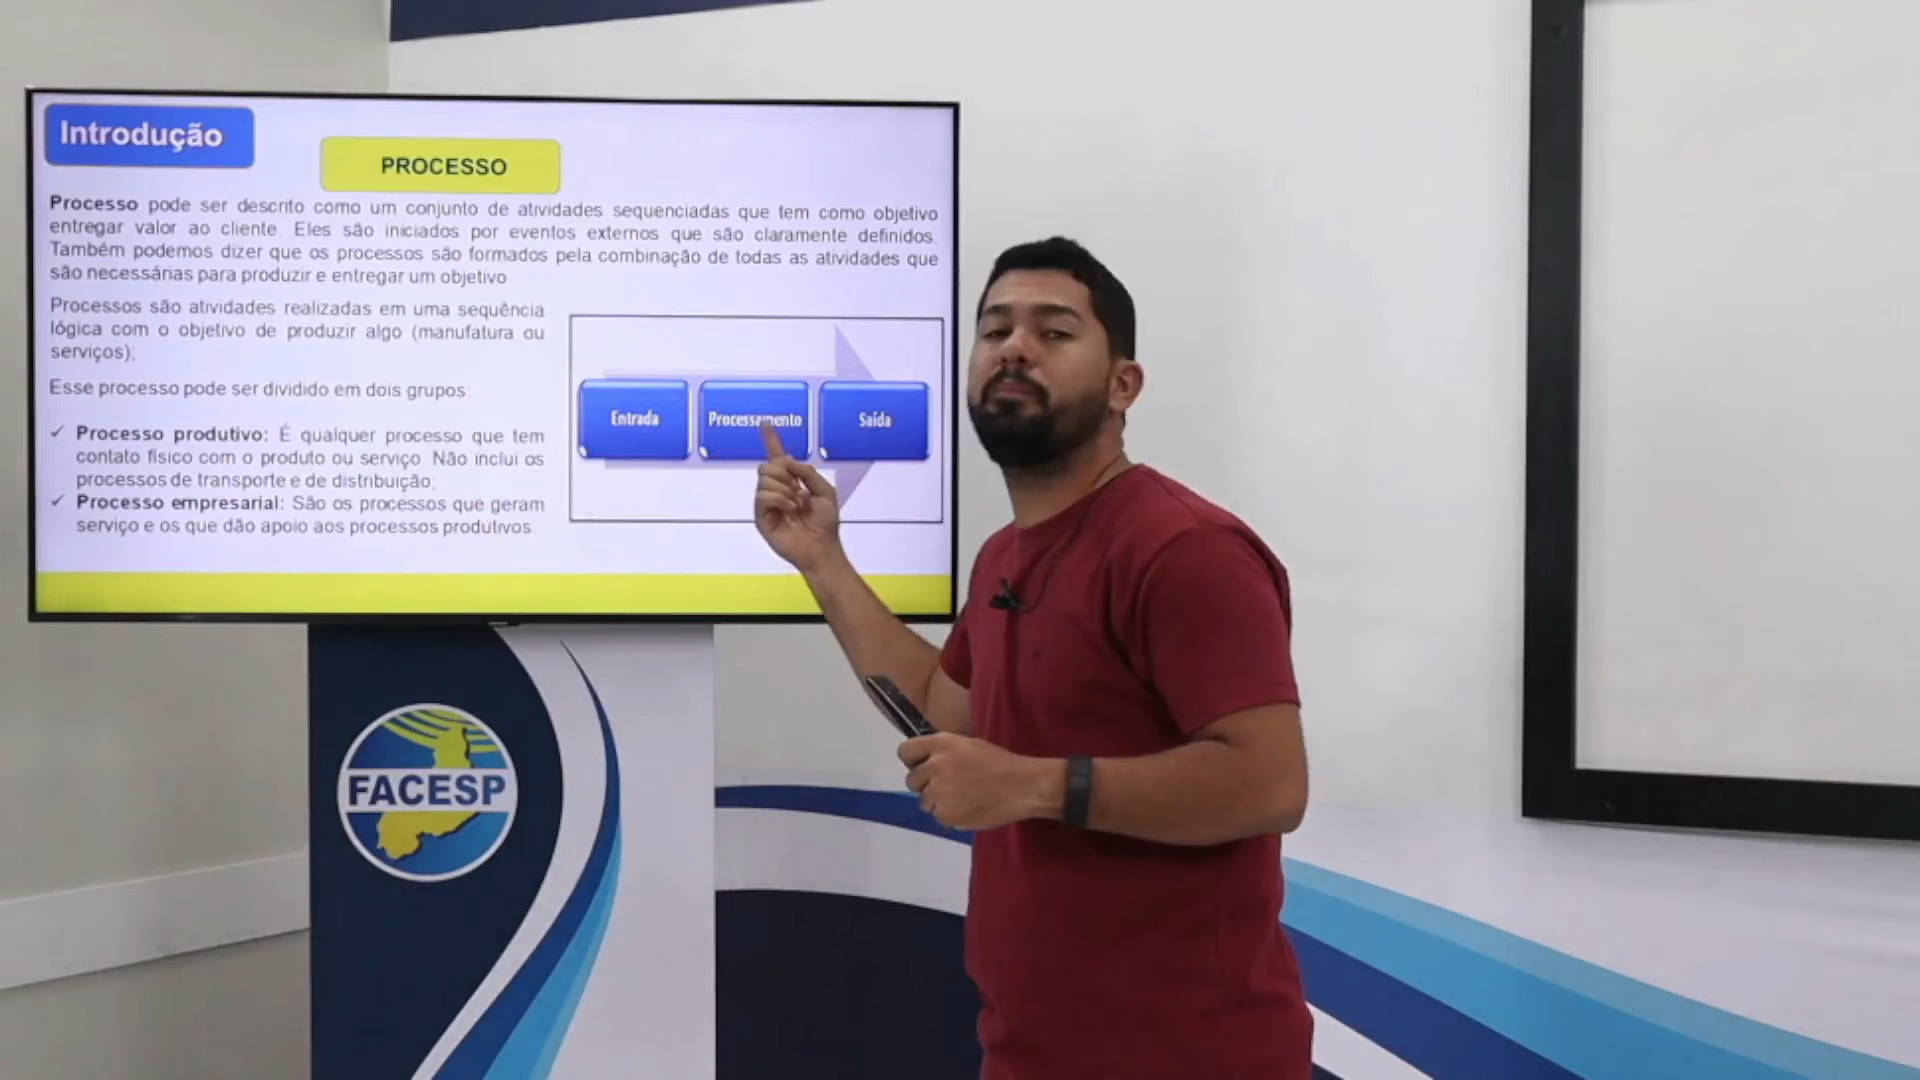 Introdução
PROCESSO
Processo pode ser descrito como um conjunto de atividades sequenciadas que tem como objetivo
entregar valor ao cliente. Eles são iniciados por eventos externos que são claramente definidos.
Também podemos dizer que os processos são formados pela combinação de todas as atividades que
são necessárias para produzir e entregar um objetivo.
Processos são atividades realizadas em uma sequência
lógica com o objetivo de produzir algo (manufatura ou
serviços);
Esse processo pode ser dividido em dois grupos:
✓ Processo produtivo: É qualquer processo que tem
contato físico com o produto ou serviço. Não inclui os
processos de transporte e de distribuição;
✓ Processo empresarial: São os processos que geram
serviço e os que dão apoio aos processos produtivos.
Entrada
Processamento
Saída
FACESP